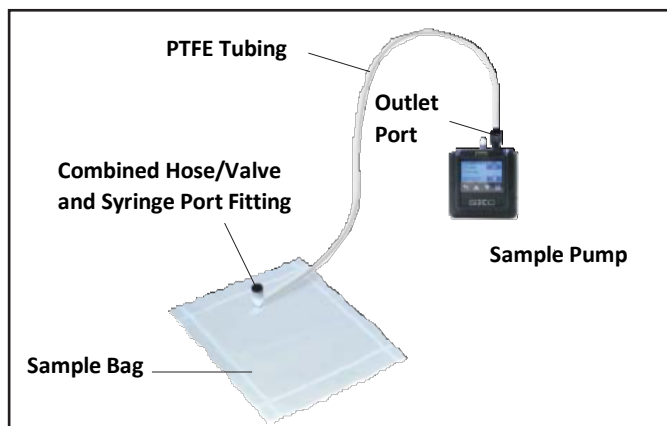 PTFE Tubing
Outlet
Port
Combined Hose/Valve
and Syringe Port Fitting
Sample Pump
Sample Bag